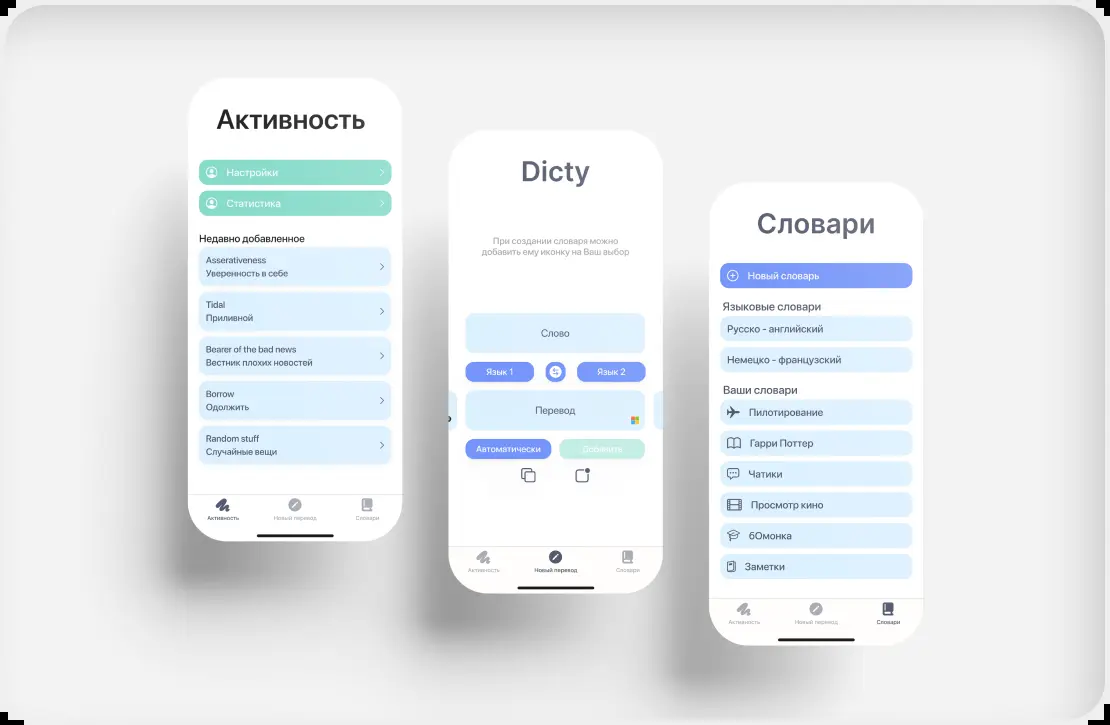 Активность
Настройки
Статистика
Недавно добавленное
Asserativeness
Уверенность в себе
Tidal
Приливной
Bearer of the bad news
Вестник плохих новостей
Borrow
Одолжить
Random stuff
Случайные вещи
Активность
Новый перевод
Словари
Dicty
При создании словаря можно
добавить ему иконку на Ваш выбор
Слово
Язык 1
Язык 2
Перевод
Автоматически
Добавить
Активность
Новый перевод
Словари
Словари
Новый словарь
Языковые словари
Русско - английский
Немецко - французский
Ваши словари
Пилотирование
Гарри Поттер
Чатики
Просмотр кино
бОмонка
Заметки
Активность
Новый перевод
Словари